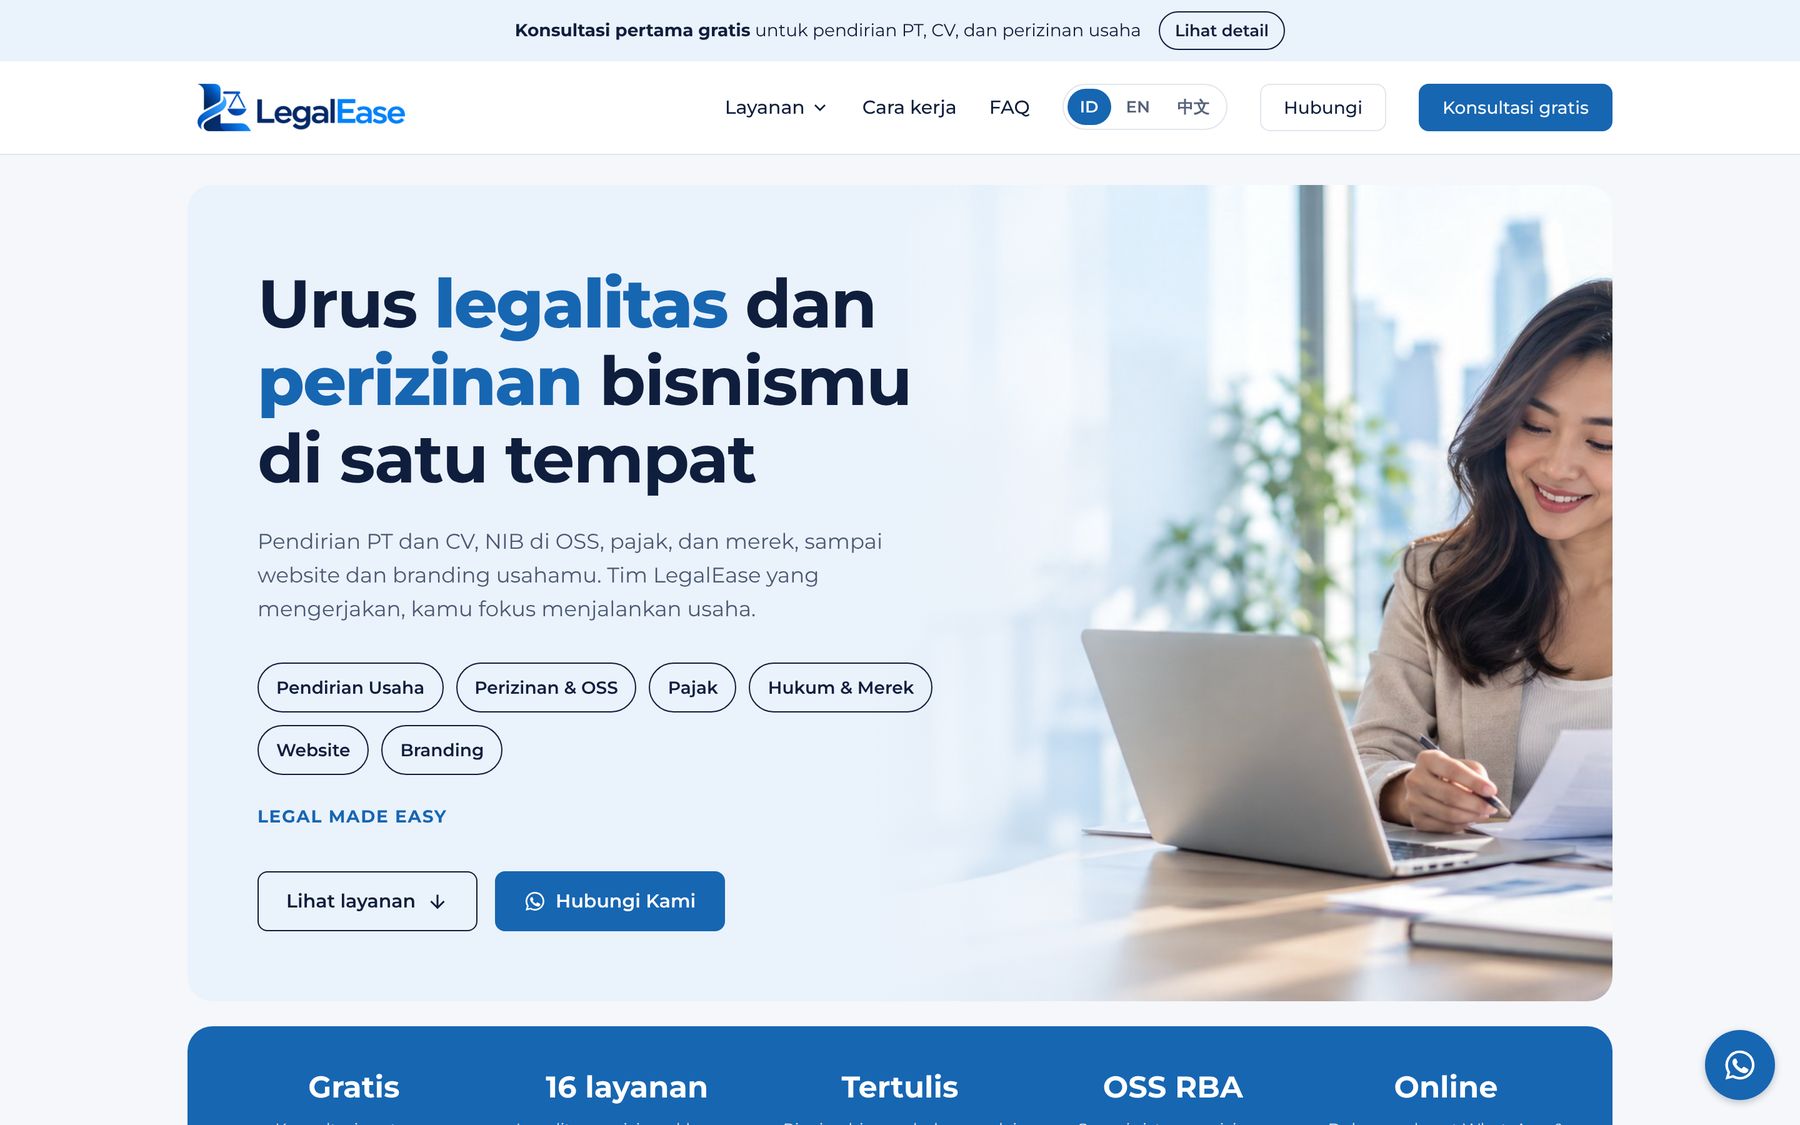 Konsultasi pertama gratis untuk pendirian PT, CV, dan perizinan usaha
Lihat detail
LegalEase
Layanan
Cara kerja
FAQ
ID
EN
中文
Hubungi
Konsultasi gratis
Urus legalitas dan
perizinan bisnismu
di satu tempat
Pendirian PT dan CV, NIB di OSS, pajak, dan merek, sampai
website dan branding usahamu. Tim LegalEase yang
mengerjakan, kamu fokus menjalankan usaha.
Pendirian Usaha
Perizinan & OSS
Pajak
Hukum & Merek
Website
Branding
LEGAL MADE EASY
Lihat layanan
Hubungi Kami
Gratis
16 layanan
Tertulis
OSS RBA
Online